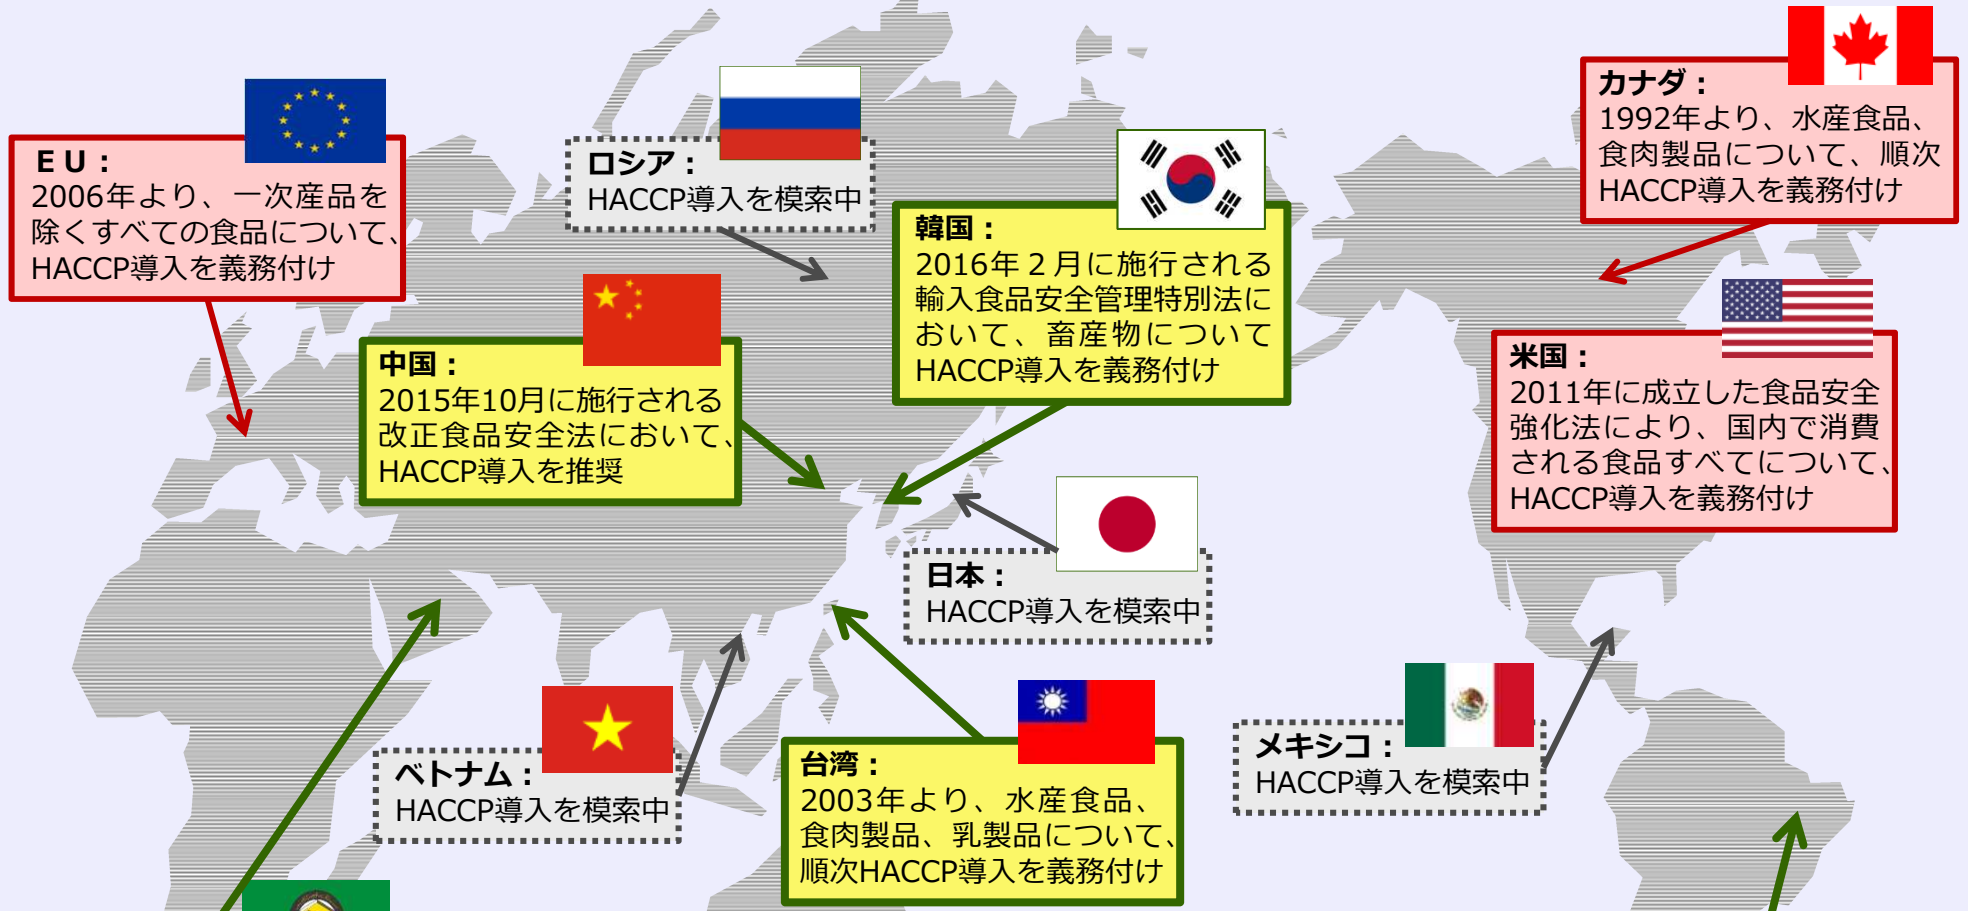 ＥＵ：
2006年より、一次産品を
除くすべての食品について、
HACCP導入を義務付け
ロシア：
HACCP導入を模索中
韓国：
2016年２月に施行される
輸入食品安全管理特別法に
おいて、畜産物について
HACCP導入を義務付け
カナダ：
1992年より、水産食品、
食肉製品について、順次
HACCP導入を義務付け
中国：
2015年10月に施行される
改正食品安全法において、
HACCP導入を推奨
米国：
2011年に成立した食品安全
強化法により、国内で消費
される食品すべてについて、
HACCP導入を義務付け
日本：
HACCP導入を模索中
ベトナム：
HACCP導入を模索中
台湾：
2003年より、水産食品、
食肉製品、乳製品について、
順次HACCP導入を義務付け
メキシコ：
HACCP導入を模索中